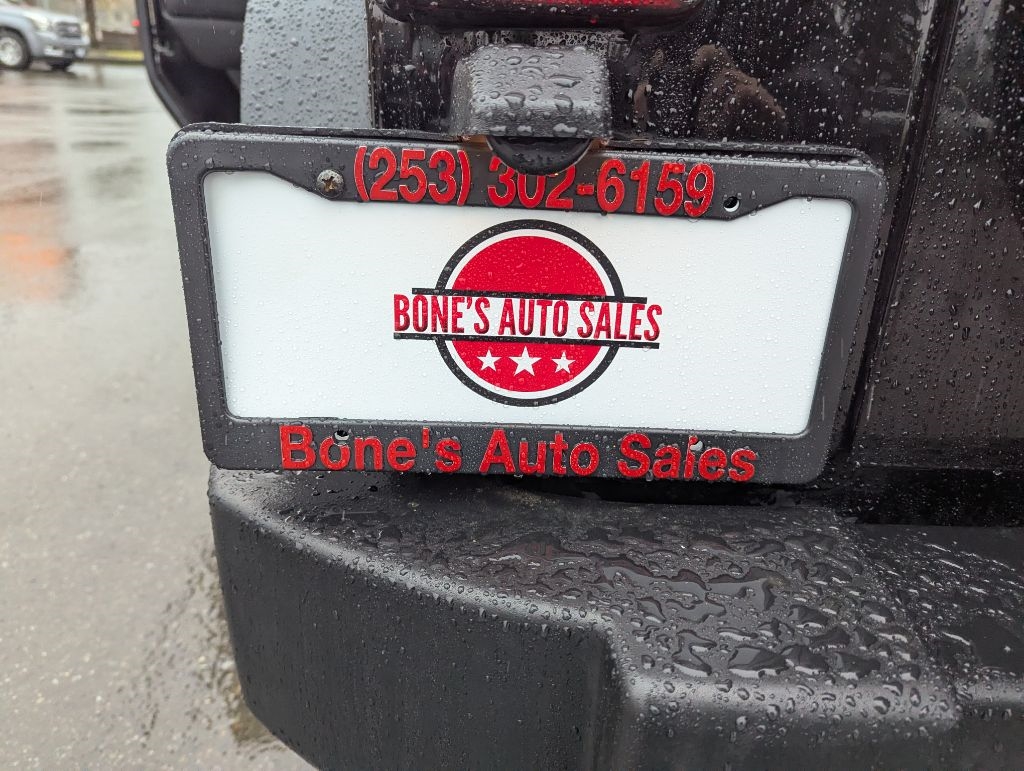 (253) 302-6159
BONE'S AUTO SALES
Bone's Auto Sales